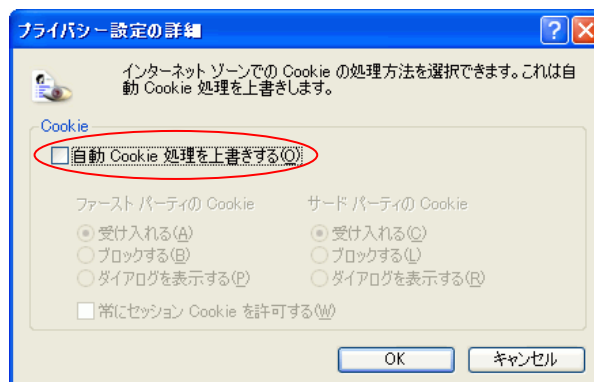 プライバシー設定の詳細
インターネット ゾーンでの Cookie の処理方法を選択できます。これは自
動 Cookie 処理を上書きします。
Cookie
自動 Cookie 処理を上書きする(O)
ファースト パーティの Cookie サード パーティの Cookie
受け入れる(A) 受け入れる(C)
ブロックする(B) ブロックする(L)
ダイアログを表示する(P) ダイアログを表示する(R)
常にセッション Cookie を許可する(W)
OK キャンセル